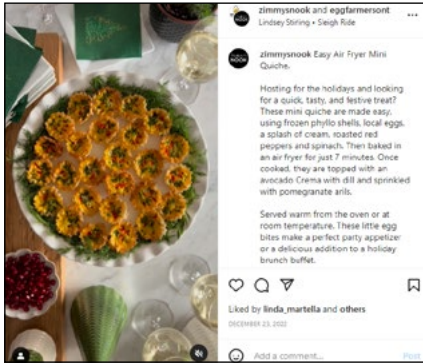 zimmysnook and eggfarmersont
Lindsey Stirling • Sleigh Ride
zimmysnook Easy Air Fryer Mini
Quiche.
Hosting for the holidays and looking
for a quick, tasty, and festive treat?
These mini quiche are made easy,
using frozen phyllo shells, local eggs,
a splash of cream, roasted red
peppers and spinach. Then baked in
an air fryer for just 7 minutes. Once
cooked, they are topped with an
avocado Crema with dill and sprinkled
with pomegranate arils.
Served warm from the oven or at
room temperature. These little egg
bites make a perfect party appetizer
or a delicious addition to a holiday
brunch buffet.
Liked by linda_martella and others
DECEMBER 23, 2022
Add a comment...
Post